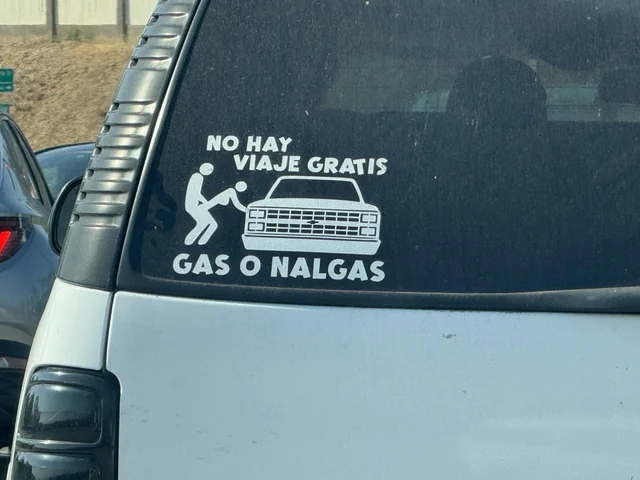 NO HAY
VIAJE GRATIS
GAS O NALGAS